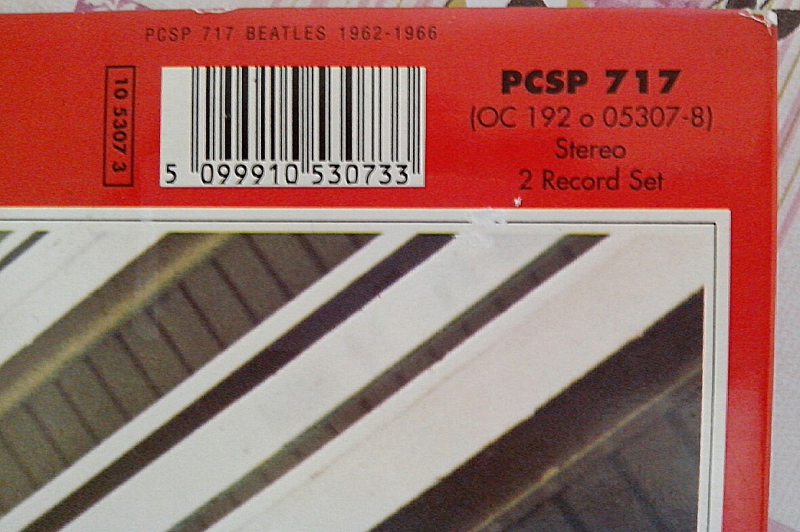 PCSP 717 BEATLES 1962-1966
10 5307 3
5 099910 530733
PCSP 717
(OC 192 o 05307-8)
Stereo
2 Record Set